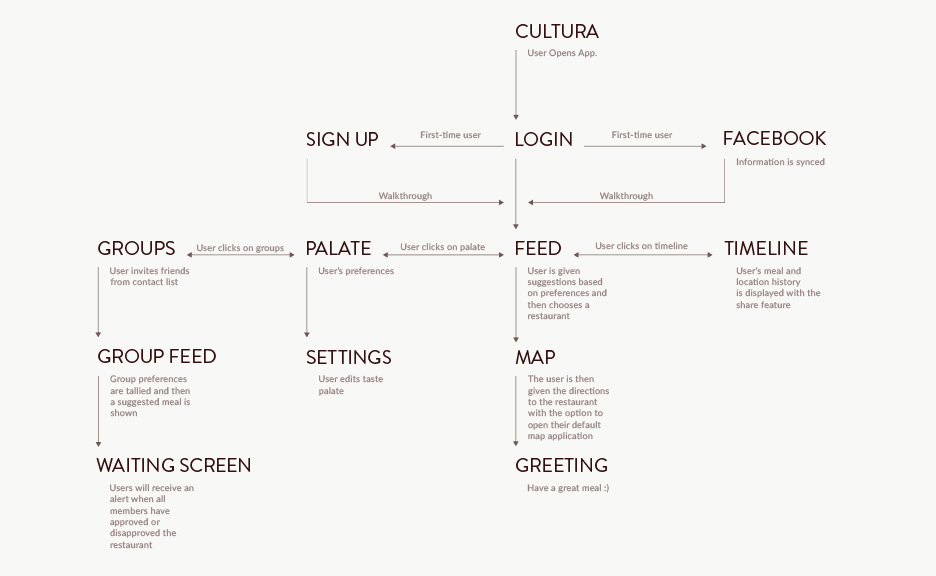 CULTURA
User Opens App.
SIGN UP
First-time user
LOGIN
First-time user
FACEBOOK
Information is synced
Walkthrough
Walkthrough
GROUPS
User clicks on groups
PALATE
User clicks on palate
FEED
User clicks on timeline
TIMELINE
User invites friends
from contact list
User's preferences
User is given
suggestions based
on preferences and
then chooses a
restaurant
User's meal and
location history
is displayed with the
share feature
GROUP FEED
Group preferences
are tallied and then
a suggested meal is
shown
SETTINGS
User edits taste
palate
MAP
The user is then
given the directions
to the restaurant
with the option to
open their default
map application
WAITING SCREEN
Users will receive an
alert when all
members have
approved or
disapproved the
restaurant
GREETING
Have a great meal :)